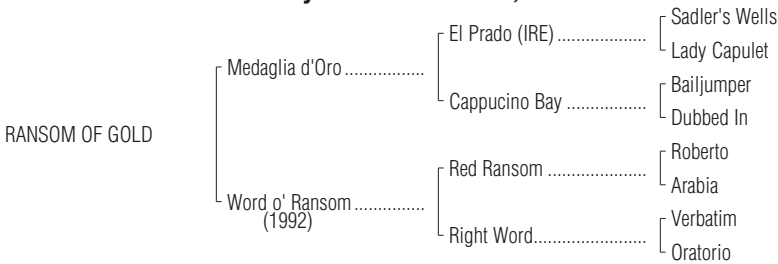 Sadler's Wells
El Prado (IRE)..................
Lady Capulet
Medaglia d'Oro................
Bailjumper
Cappucino Bay................
Dubbed In
RANSOM OF GOLD
Roberto
Red Ransom....................
Arabia
Word o' Ransom...............
(1992)
Verbatim
Right Word.......................
Oratorio